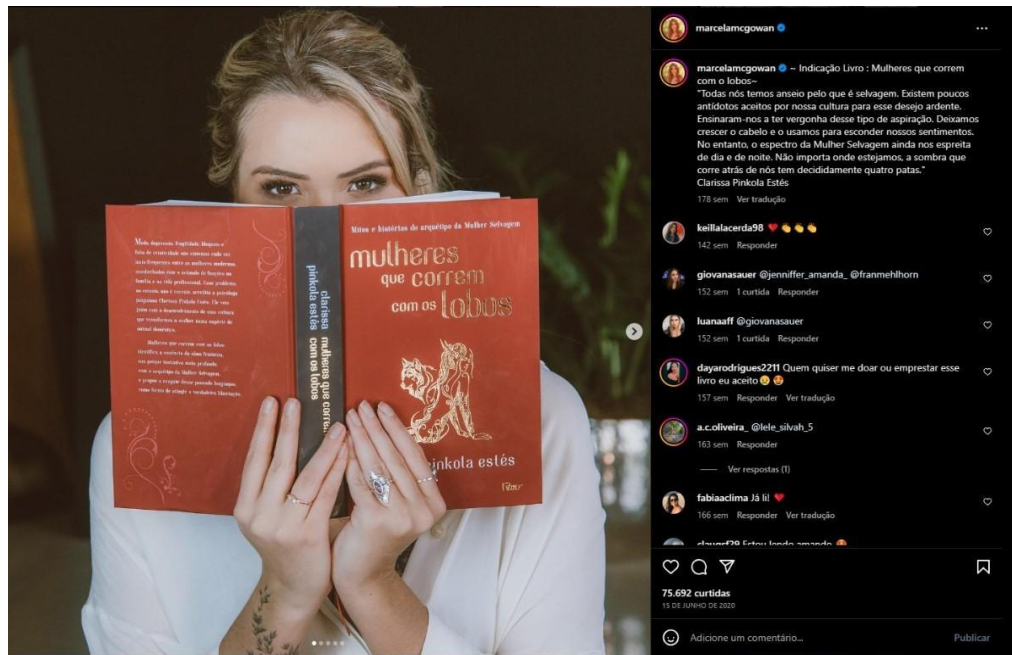 Mitos e histórias do arquétipo da Mulher Selvagem
mulheres
que correm
com os lobos
pinkola estés
Rocco
clarissa
pinkola estés
mulheres que corre
com os lobos
marcelamcgowan
marcelamcgowan ~ Indicação Livro : Mulheres que correm
com o lobos~
"Todas nós temos anseio pelo que é selvagem. Existem poucos
antídotos aceitos por nossa cultura para esse desejo ardente.
Ensinaram-nos a ter vergonha desse tipo de aspiração. Deixamos
crescer o cabelo e o usamos para esconder nossos sentimentos.
No entanto, o espectro da Mulher Selvagem ainda nos espreita
de dia e de noite. Não importa onde estejamos, a sombra que
corre atrás de nós tem decididamente quatro patas."
Clarissa Pinkola Estés
178 sem Ver tradução
keillalacerda98 ❤️👏👏👏
142 sem Responder
giovanasauer @jenniffer_amanda_ @franmehlhorn
152 sem 1 curtida Responder
luanaaff @giovanasauer
152 sem 1 curtida Responder
dayarodrigues2211 Quem quiser me doar ou emprestar esse
livro eu aceito
157 sem Responder Ver tradução
a.c.oliveira_ @lele_silvah_5
163 sem Responder
Ver respostas (1)
fabiaaclima Já li! ❤️
166 sem Responder Ver tradução
Estou lendo amando
75.692 curtidas
15 DE JUNHO DE 2020
Adicione um comentário...
Publicar